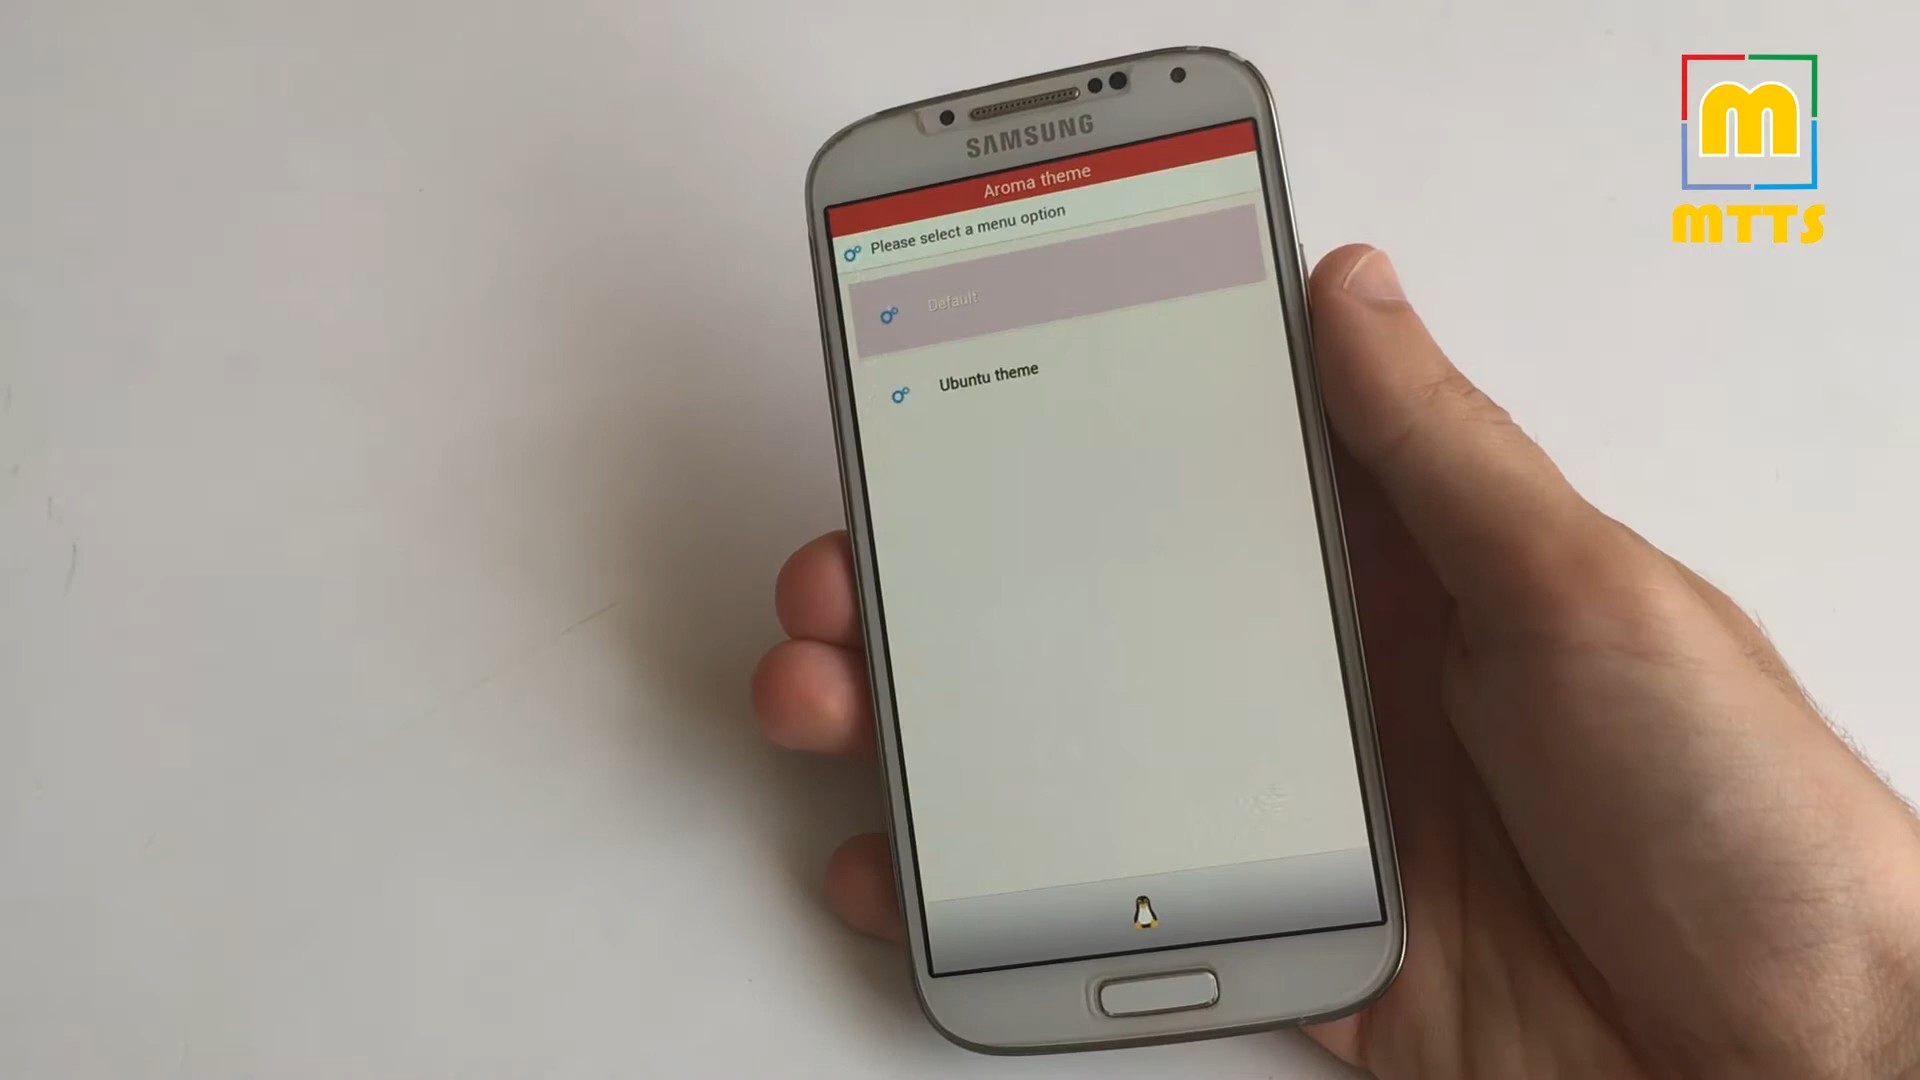 SAMSUNG
Aroma theme
Please select a menu option
Default
Ubuntu theme
M
MTTS